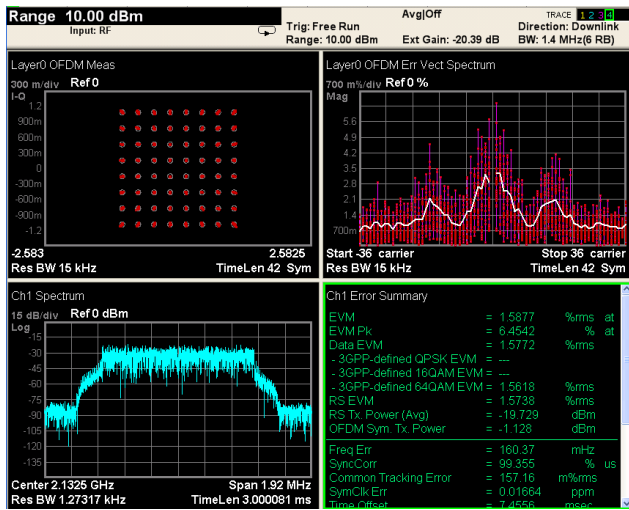 Range 10.00 dBm
Input: RF
Trig: Free Run
Range: 10.00 dBm
Avg|Off
Ext Gain: -20.39 dB
TRACE 1 2 3 4
Direction: Downlink
BW: 1.4 MHz(6 RB)
Layer0 OFDM Meas
300 m/div Ref 0
I-Q
1.2
900m
600m
300m
0
-300m
-600m
-900m
-1.2
-2.583 2.5825
Res BW 15 kHz TimeLen 42 Sym
Layer0 OFDM Err Vect Spectrum
700 m%/div Ref 0 %
Mag
5.6
4.9
4.2
3.5
2.8
2.1
1.4
700m
Start -36 carrier Stop 36 carrier
Res BW 15 kHz TimeLen 42 Sym
Ch1 Spectrum
15 dB/div Ref 0 dBm
Log
-15
-30
-45
-60
-75
-90
-105
-120
-135
Center 2.1325 GHz Span 1.92 MHz
Res BW 1.27317 kHz TimeLen 3.000081 ms
Ch1 Error Summary
EVM = 1.5877 %rms at
EVM Pk = 6.4542 % at
Data EVM = 1.5772 %rms
- 3GPP-defined QPSK EVM = ---
- 3GPP-defined 16QAM EVM = ---
- 3GPP-defined 64QAM EVM = 1.5618 %rms
RS EVM = 1.5738 %rms
RS Tx. Power (Avg) = -19.729 dBm
OFDM Sym. Tx. Power = -1.128 dBm
Freq Err = 160.37 mHz
SyncCorr = 99.355 % us
Common Tracking Error = 157.16 m%rms
SymClk Err = 0.01664 ppm
Time Offset = 7.4556 msec